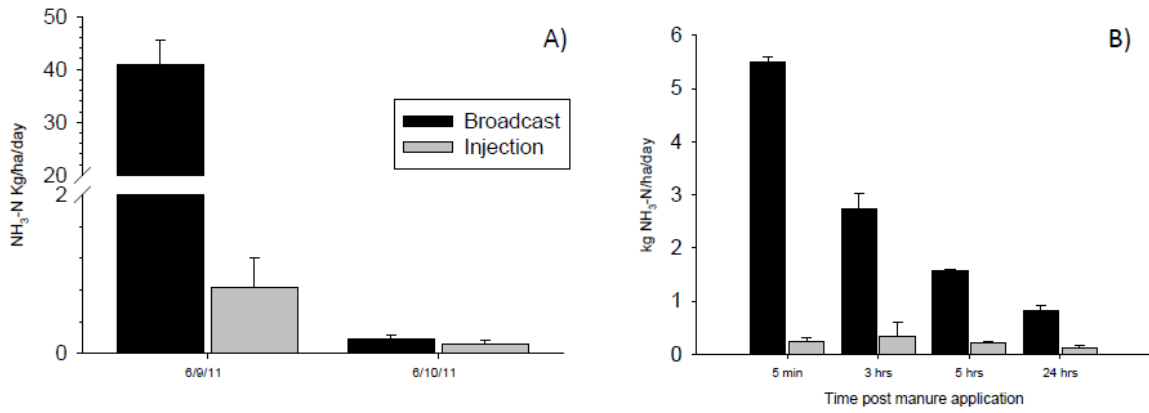 A)
NH3-N Kg/ha/day
50
40
30
20
2
0
Broadcast
Injection
6/9/11
6/10/11
B)
kg NH3-N/ha/day
6
5
4
3
2
1
0
5 min
3 hrs
5 hrs
24 hrs
Time post manure application